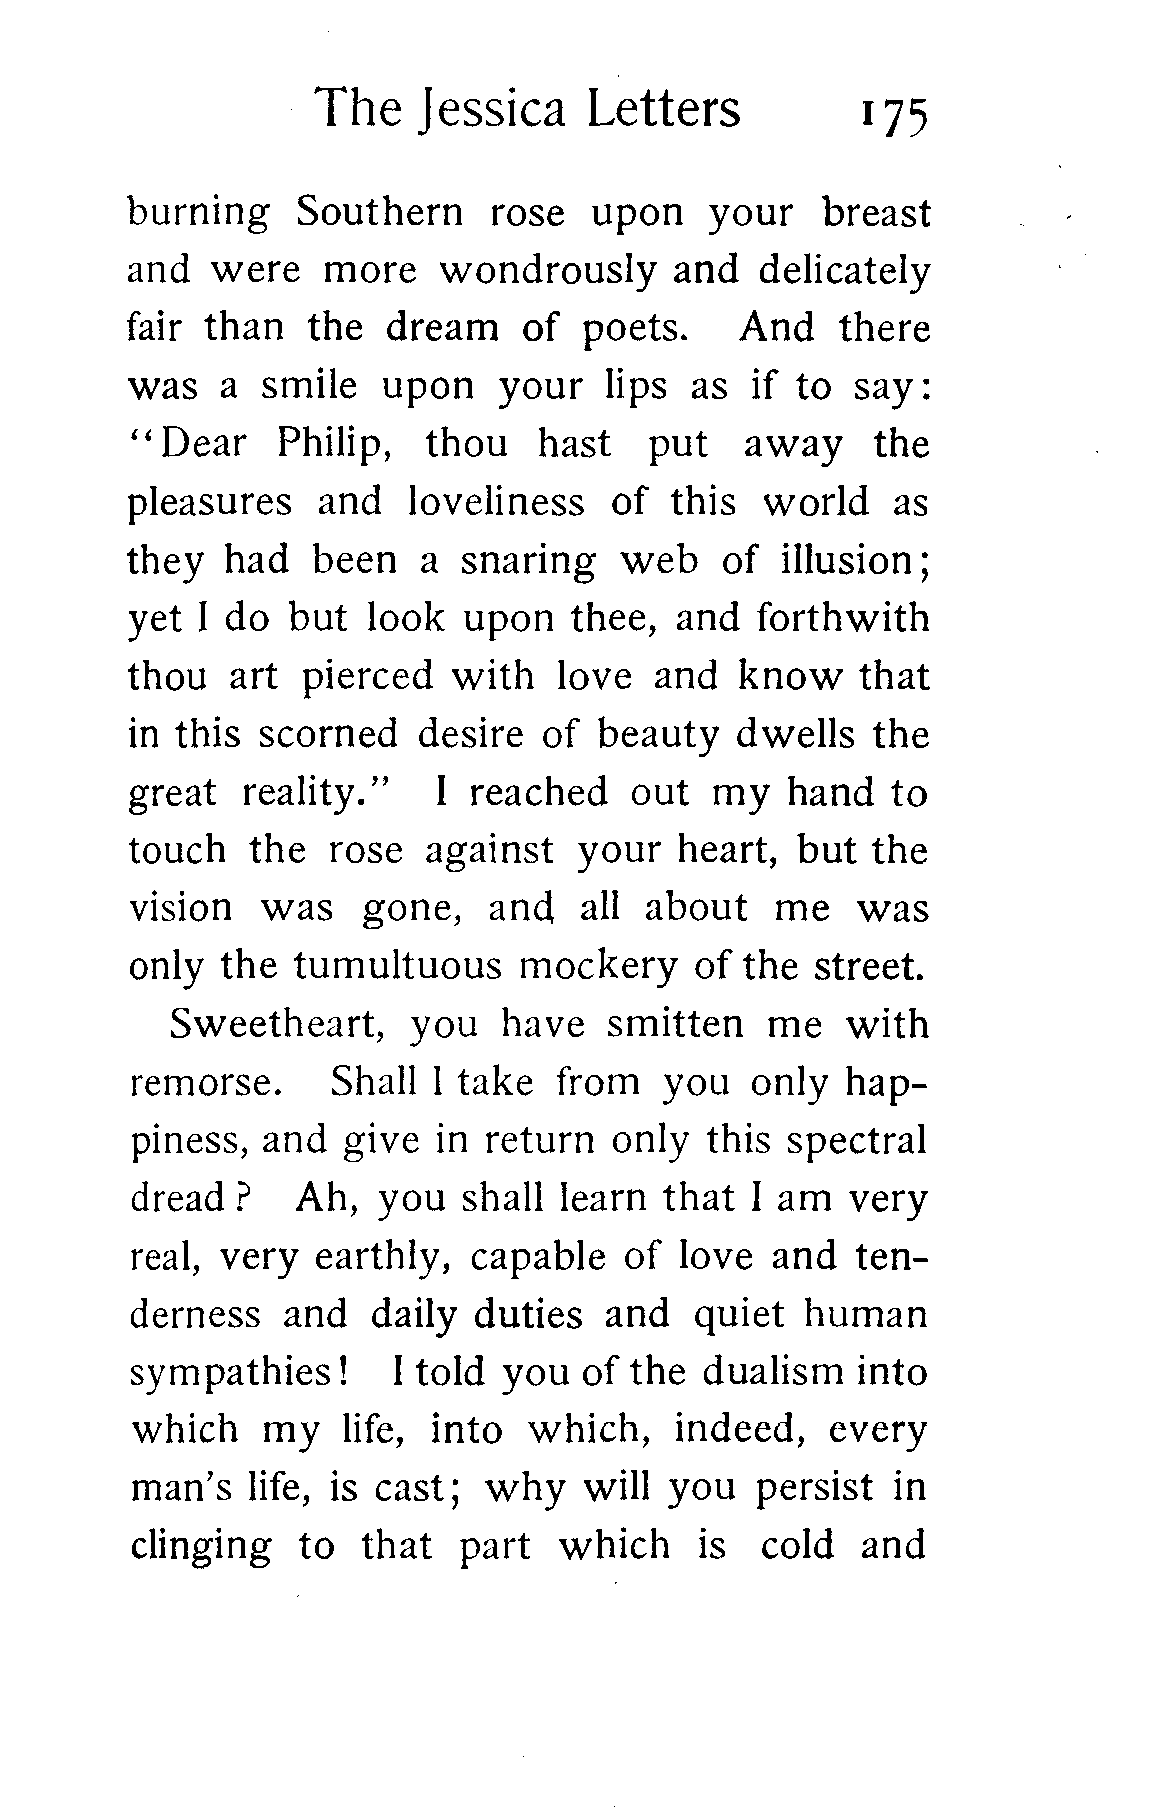 The Jessica Letters 175
burning Southern rose upon your breast
and were more wondrously and delicately
fair than the dream of poets. And there
was a smile upon your lips as if to say:
"Dear Philip, thou hast put away the
pleasures and loveliness of this world as
they had been a snaring web of illusion;
yet I do but look upon thee, and forthwith
thou art pierced with love and know that
in this scorned desire of beauty dwells the
great reality." I reached out my hand to
touch the rose against your heart, but the
vision was gone, and all about me was
only the tumultuous mockery of the street.
Sweetheart, you have smitten me with
remorse. Shall I take from you only hap-
piness, and give in return only this spectral
dread? Ah, you shall learn that I am very
real, very earthly, capable of love and ten-
derness and daily duties and quiet human
sympathies! I told you of the dualism into
which my life, into which, indeed, every
man's life, is cast; why will you persist in
clinging to that part which is cold and